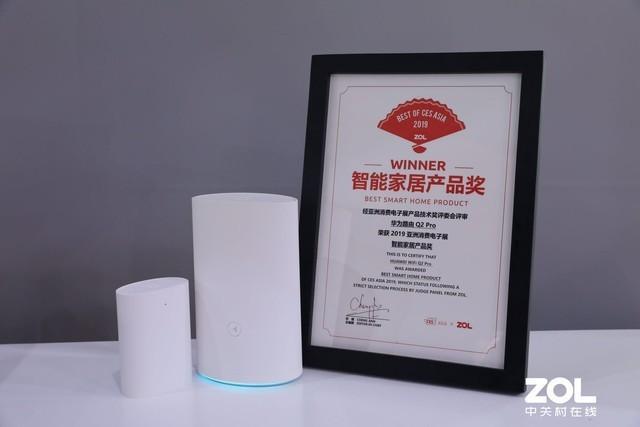 BEST OF CES ASIA
2019
ZOL
WINNER
智能家居产品奖
BEST SMART HOME PRODUCT
经亚洲消费电子展产品技术奖评委会评审
华为路由 Q2 Pro
荣获 2019 亚洲消费电子展
智能家居产品奖
THIS IS TO CERTIFY THAT
HUAWEI WiFi Q2 Pro
WAS AWARDED
BEST SMART HOME PRODUCT
OF CES ASIA 2019, WHICH STATUS FOLLOWING A
STRICT SELECTION PROCESS BY JUDGE PANEL FROM ZOL.
EDITOR-IN-CHIEF
CES ASIA × ZOL
ZOL
中关村在线